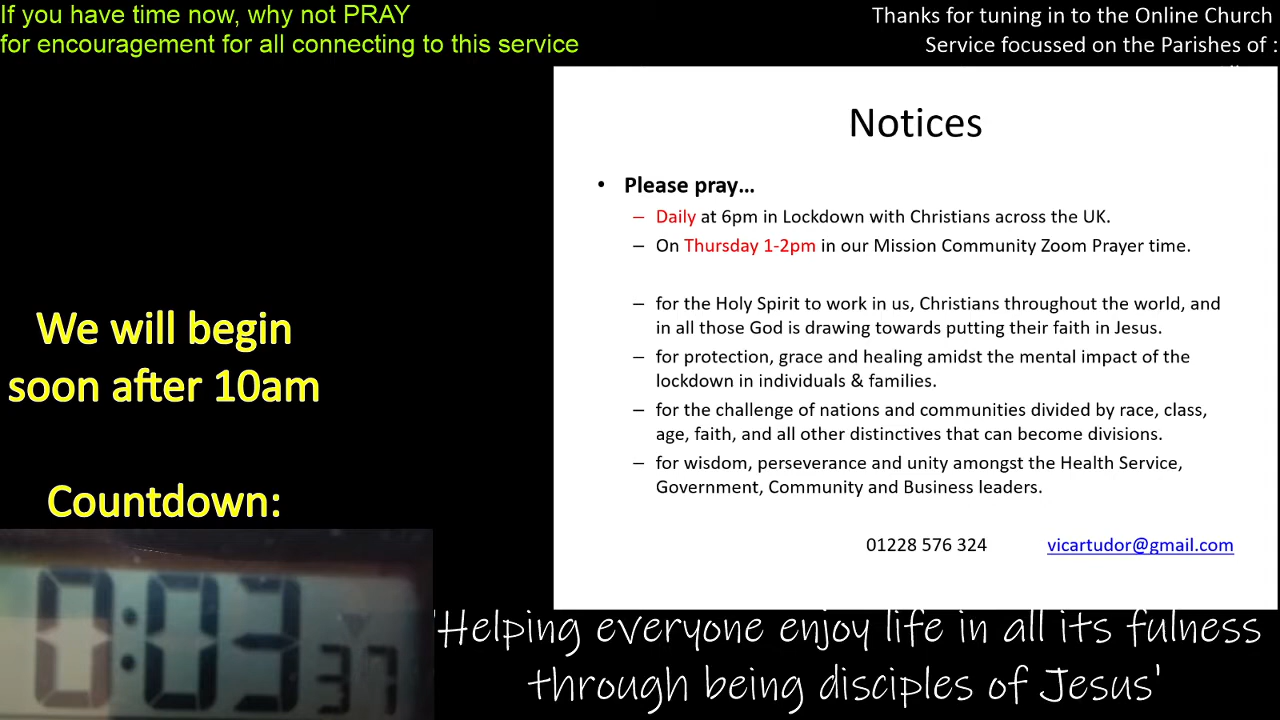 If you have time now, why not PRAY
for encouragement for all connecting to this service
Thanks for tuning in to the Online Church
Service focussed on the Parishes of :
Notices
• Please pray...
– Daily at 6pm in Lockdown with Christians across the UK.
– On Thursday 1-2pm in our Mission Community Zoom Prayer time.
– for the Holy Spirit to work in us, Christians throughout the world, and
in all those God is drawing towards putting their faith in Jesus.
– for protection, grace and healing amidst the mental impact of the
lockdown in individuals & families.
– for the challenge of nations and communities divided by race, class,
age, faith, and all other distinctives that can become divisions.
– for wisdom, perseverance and unity amongst the Health Service,
Government, Community and Business leaders.
01228 576 324 vicartudor@gmail.com
We will begin
soon after 10am
Countdown:
0:03 37
'Helping everyone enjoy life in all its fulness
through being disciples of Jesus'